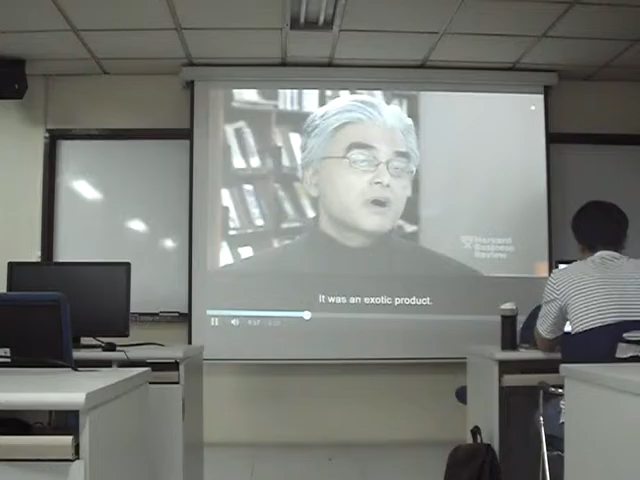 Harvard
Business
Review
It was an exotic product.